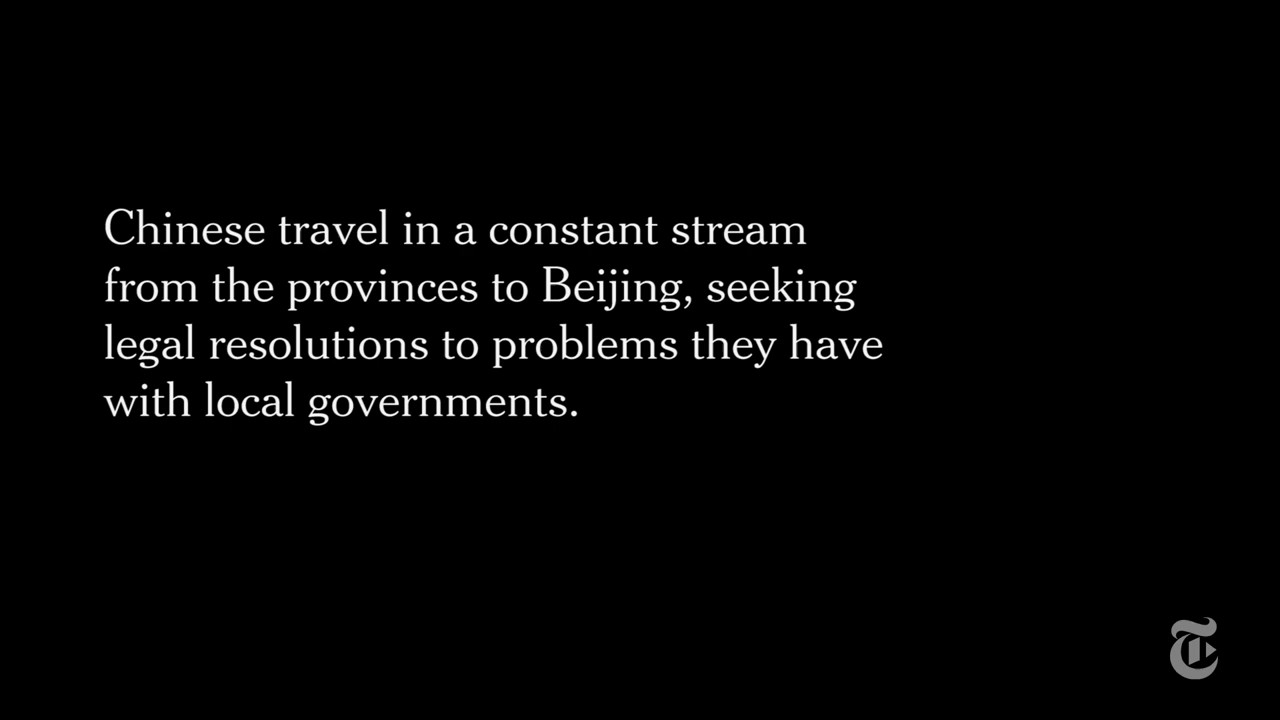 Chinese travel in a constant stream
from the provinces to Beijing, seeking
legal resolutions to problems they have
with local governments.
T